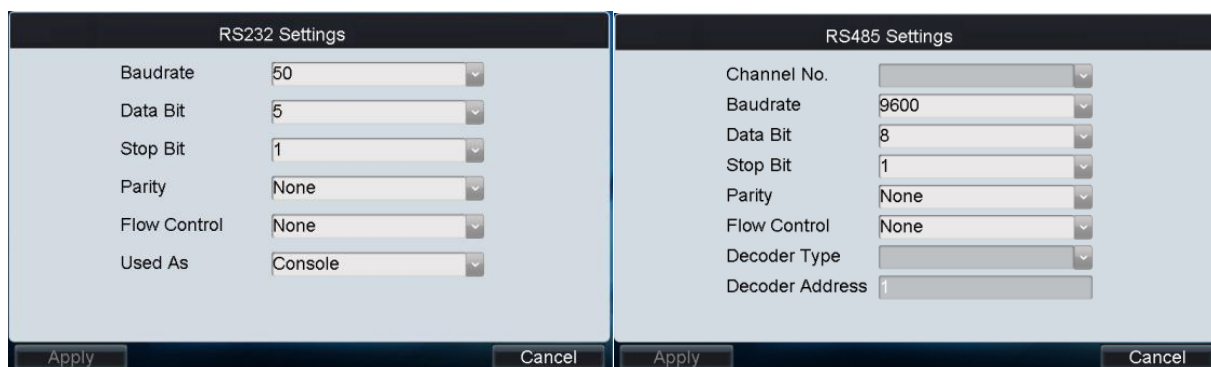 RS232 Settings
Baudrate 50
Data Bit 5
Stop Bit 1
Parity None
Flow Control None
Used As Console
Apply Cancel
RS485 Settings
Channel No.
Baudrate 9600
Data Bit 8
Stop Bit 1
Parity None
Flow Control None
Decoder Type
Decoder Address 1
Apply Cancel